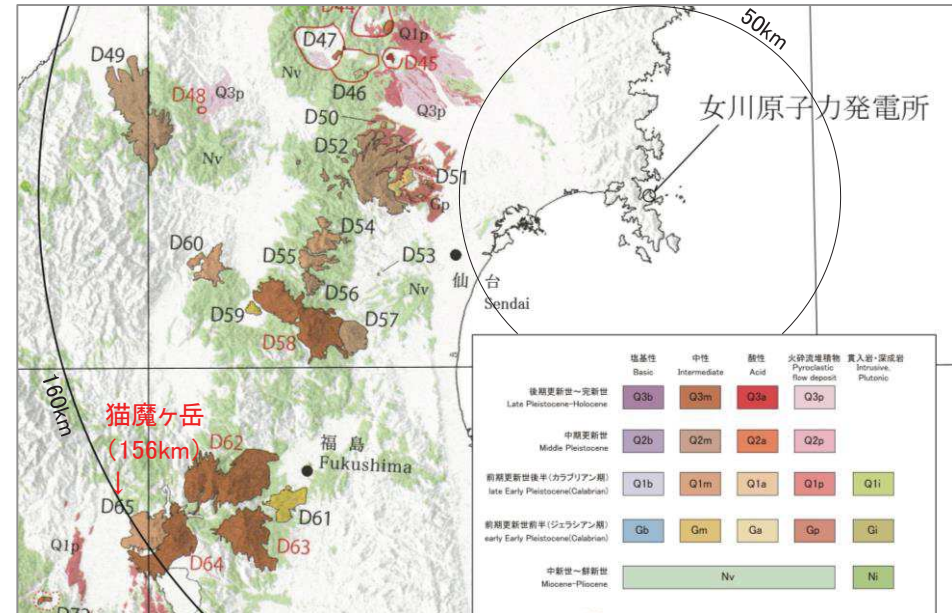 D44
50km
D47
Q1p
D49
D45
Nv
D48
Q3p
D46
Q3p
女川原子力発電所
D50
D52
Nv
D51
Gp
D54
D60
D55
D53
仙台
Sendai
D56
Nv
D59
D57
D58
160km
猫魔ヶ岳
(156km)
↓
D62
福島
Fukushima
D65
D61
Q1p
D64
D63
D73
塩基性 中性 酸性 火砕流堆積物 貫入岩・深成岩
Basic Intermediate Acid Pyroclastic flow deposit Intrusive, Plutonic
後期更新世~完新世
Late Pleistocene-Holocene
Q3b Q3m Q3a Q3p
中期更新世
Middle Pleistocene
Q2b Q2m Q2a Q2p
前期更新世後半(カラブリアン期)
late Early Pleistocene(Calabrian)
Q1b Q1m Q1a Q1p Q1i
前期更新世前半(ジェラシアン期)
early Early Pleistocene(Calabrian)
Gb Gm Ga Gp Gi
中新世~鮮新世
Miocene-Pliocene
Nv Ni